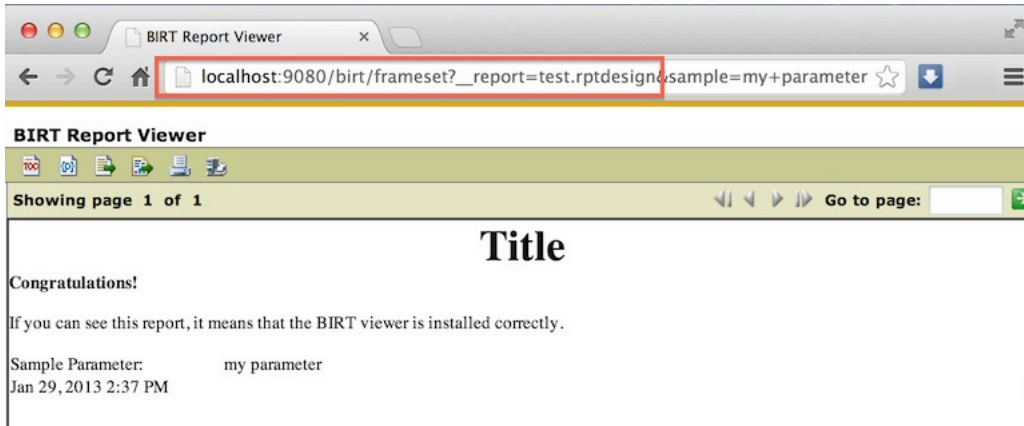 BIRT Report Viewer
localhost:9080/birt/frameset?__report=test.rptdesign&sample=my+parameter
BIRT Report Viewer
TOC
Showing page 1 of 1 Go to page:
Title
Congratulations!
If you can see this report, it means that the BIRT viewer is installed correctly.
Sample Parameter: my parameter
Jan 29, 2013 2:37 PM